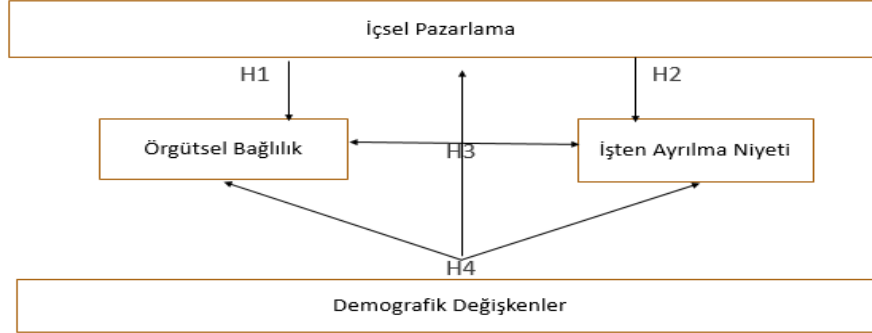 İçsel Pazarlama
H1
H2
Örgütsel Bağlılık
H3
İşten Ayrılma Niyeti
H4
Demografik Değişkenler